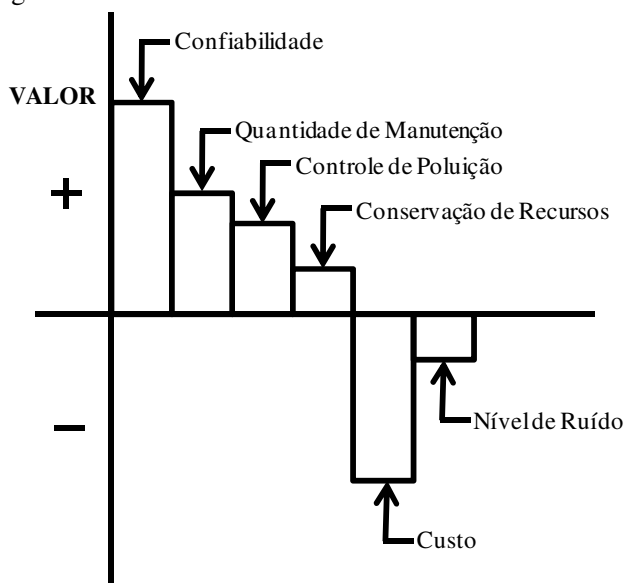 g
Confiabilidade
VALOR
Quantidade de Manutenção
Controle de Poluição
+
Conservação de Recursos
–
Nível de Ruído
Custo